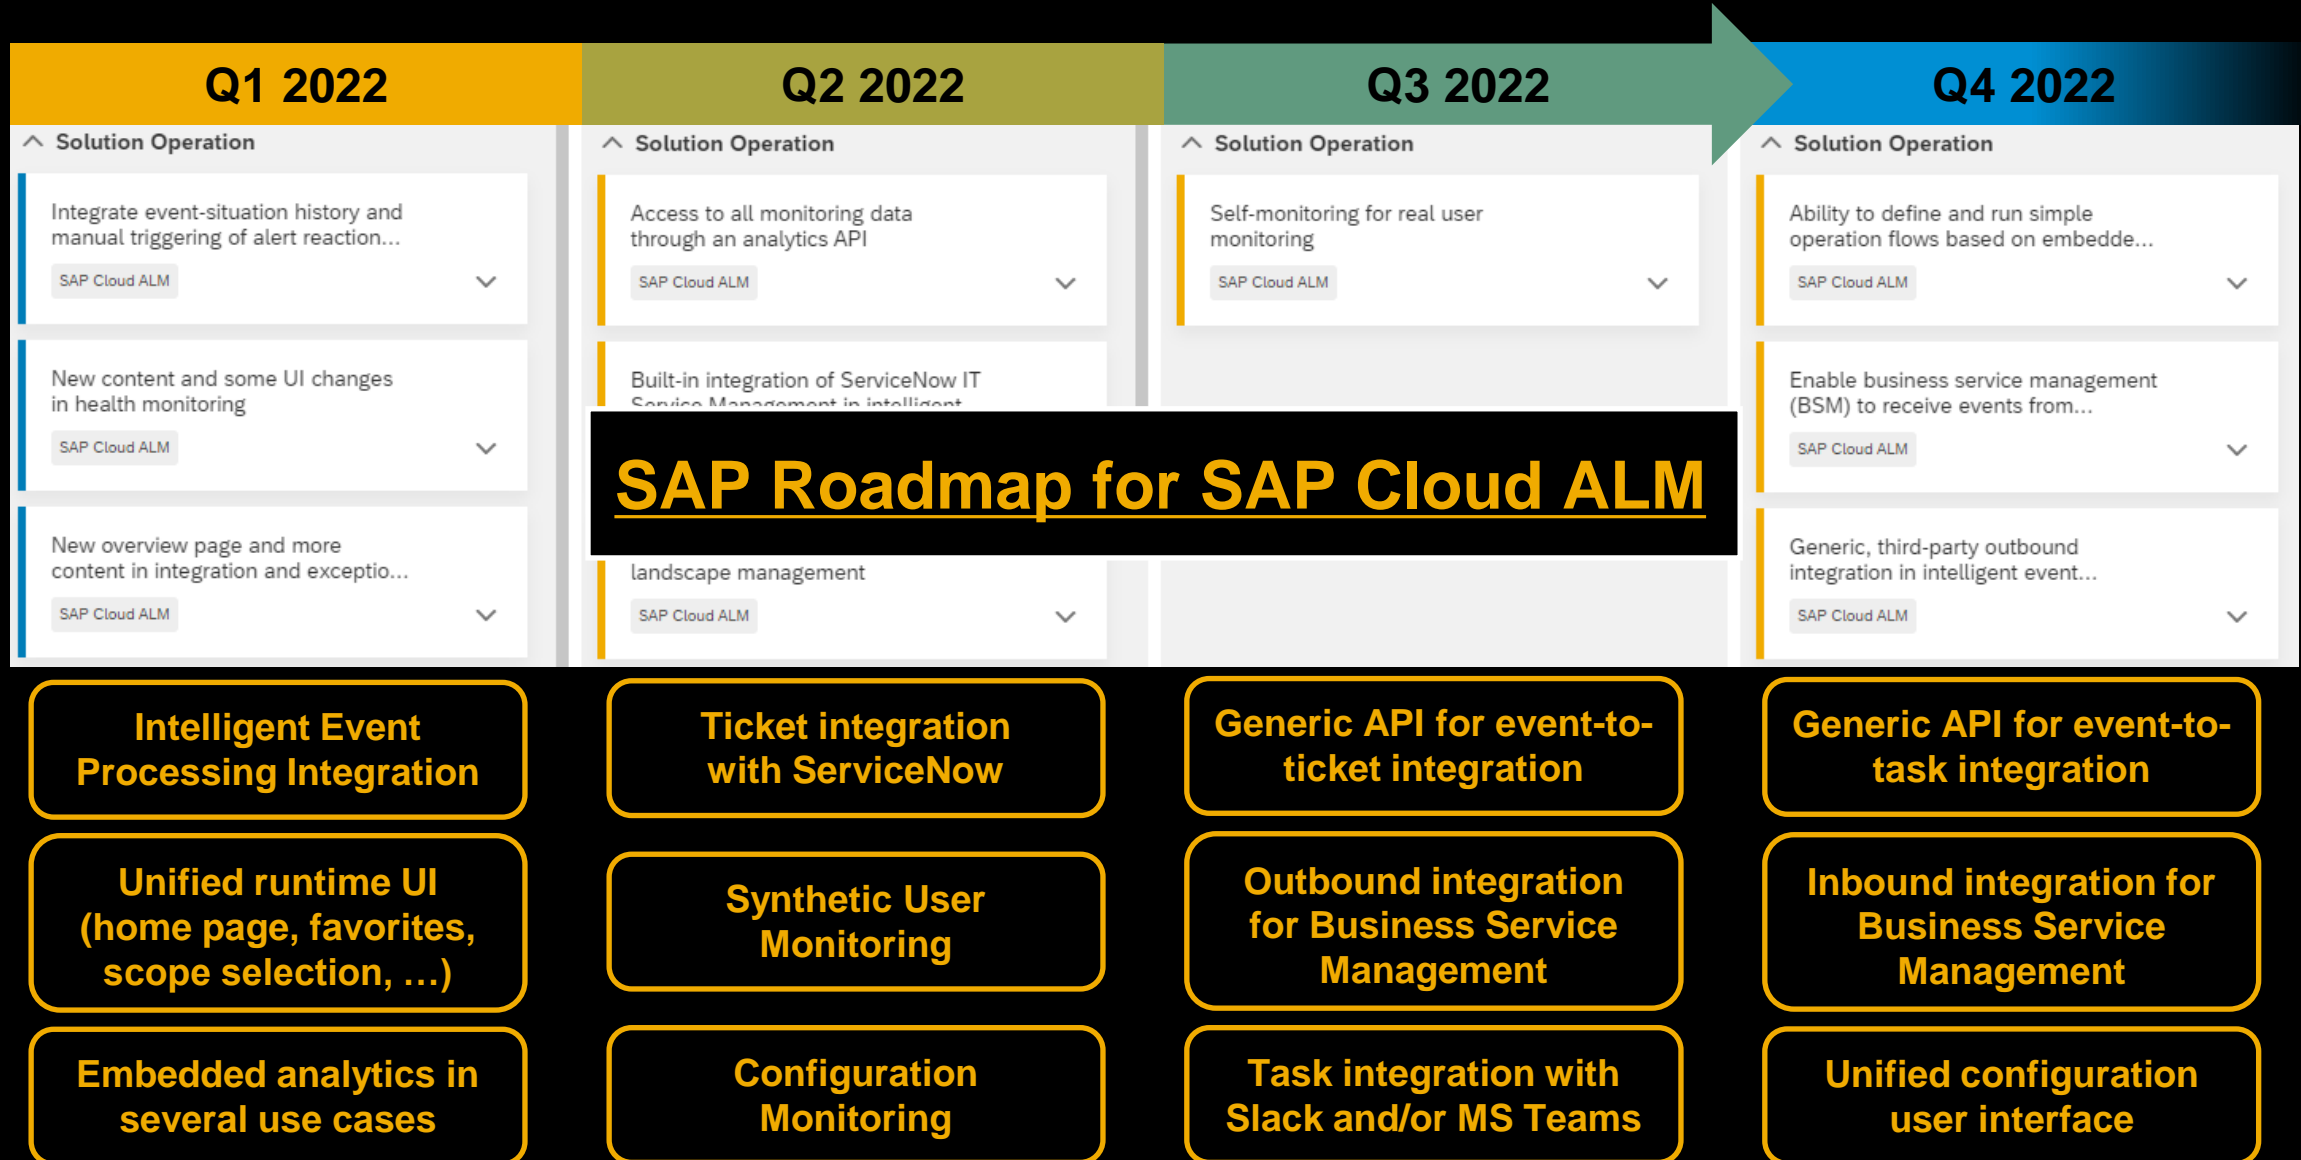 Q1 2022
Q2 2022
Q3 2022
Q4 2022
Solution Operation
Integrate event-situation history and
manual triggering of alert reaction...
SAP Cloud ALM
New content and some UI changes
in health monitoring
SAP Cloud ALM
New overview page and more
content in integration and exceptio...
SAP Cloud ALM
Solution Operation
Access to all monitoring data
through an analytics API
SAP Cloud ALM
Built-in integration of ServiceNow IT
Service Management in intelligent
landscape management
SAP Cloud ALM
Solution Operation
Self-monitoring for real user
monitoring
SAP Cloud ALM
Solution Operation
Ability to define and run simple
operation flows based on embedde...
SAP Cloud ALM
Enable business service management
(BSM) to receive events from...
SAP Cloud ALM
Generic, third-party outbound
integration in intelligent event...
SAP Cloud ALM
SAP Roadmap for SAP Cloud ALM
Intelligent Event
Processing Integration
Ticket integration
with ServiceNow
Generic API for event-to-
ticket integration
Generic API for event-to-
task integration
Unified runtime UI
(home page, favorites,
scope selection, …)
Synthetic User
Monitoring
Outbound integration
for Business Service
Management
Inbound integration for
Business Service
Management
Embedded analytics in
several use cases
Configuration
Monitoring
Task integration with
Slack and/or MS Teams
Unified configuration
user interface